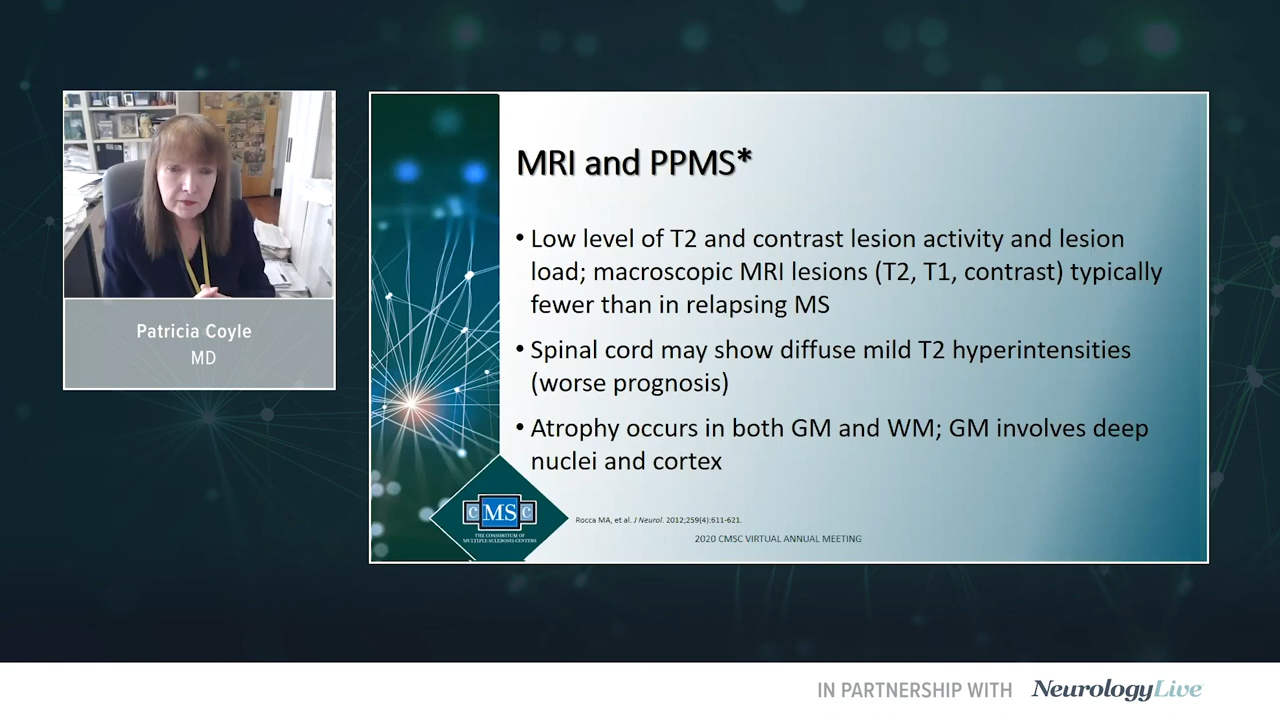 Patricia Coyle
MD
MRI and PPMS*
• Low level of T2 and contrast lesion activity and lesion
load; macroscopic MRI lesions (T2, T1, contrast) typically
fewer than in relapsing MS
• Spinal cord may show diffuse mild T2 hyperintensities
(worse prognosis)
• Atrophy occurs in both GM and WM; GM involves deep
nuclei and cortex
CMSC
THE CONSORTIUM OF
MULTIPLE SCLEROSIS CENTERS
Rocca MA, et al. J Neurol. 2012;259(4):611-621.
2020 CMSC VIRTUAL ANNUAL MEETING
IN PARTNERSHIP WITH NeurologyLive